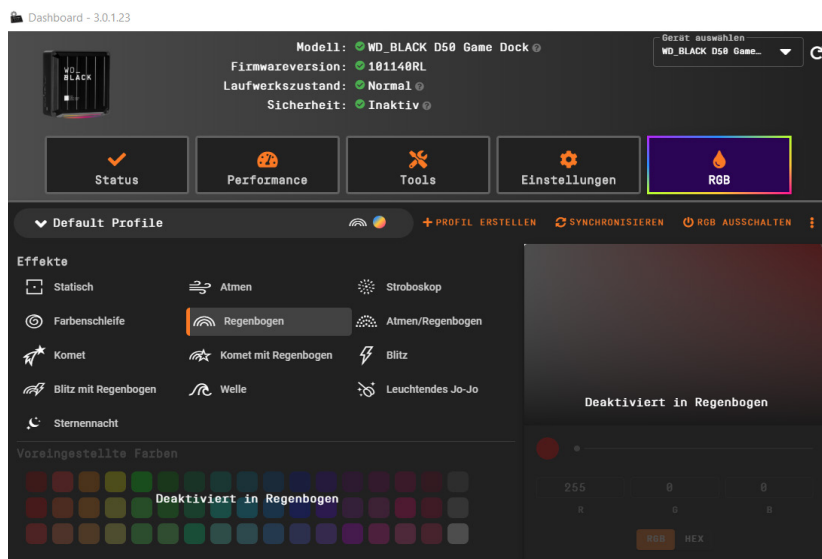 Dashboard - 3.0.1.23
Modell: WD_BLACK D50 Game Dock
Firmwareversion: 101140RL
Laufwerkszustand: Normal
Sicherheit: Inaktiv
Gerät auswählen
WD_BLACK D50 Game…
WD_
BLACK
Status
Performance
Tools
Einstellungen
RGB
Default Profile
PROFIL ERSTELLEN
SYNCHRONISIEREN
RGB AUSSCHALTEN
Effekte
Statisch
Atmen
Stroboskop
Farbenschleife
Regenbogen
Atmen/Regenbogen
Komet
Komet mit Regenbogen
Blitz
Blitz mit Regenbogen
Welle
Leuchtendes Jo-Jo
Sternennacht
Deaktiviert in Regenbogen
Voreingestellte Farben
Deaktiviert in Regenbogen
255 0 0
R G B
RGB HEX